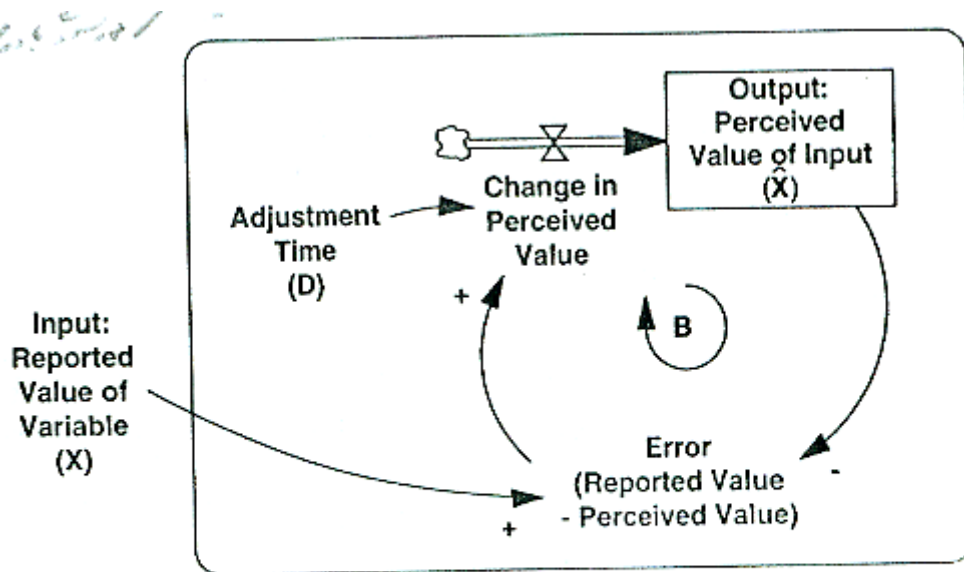 Output:
Perceived
Value of Input
(X̂)
Change in
Perceived
Value
Adjustment
Time
(D)
+
B
Input:
Reported
Value of
Variable
(X)
Error
(Reported Value
- Perceived Value)
-
+